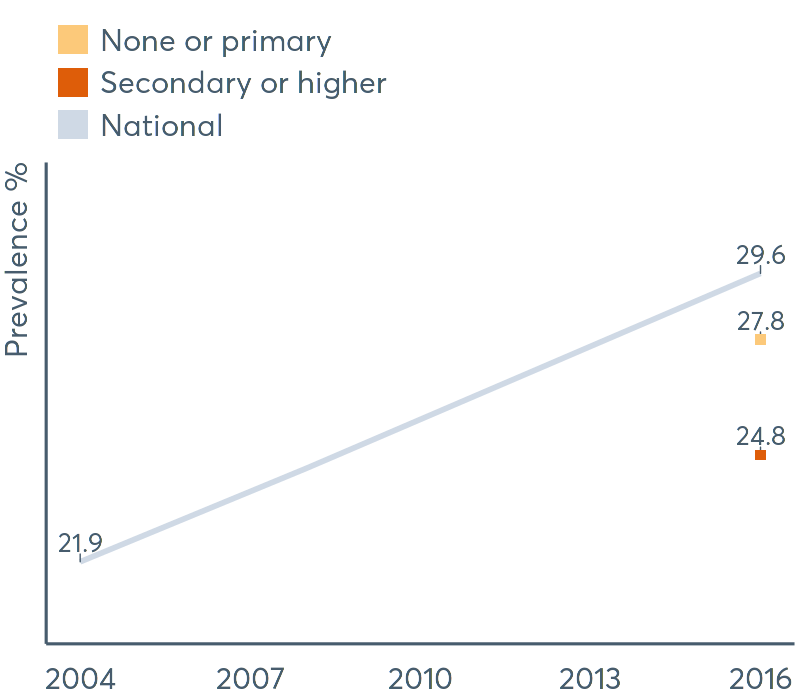 None or primary
Secondary or higher
National
Prevalence %
29.6
27.8
24.8
21.9
2004
2007
2010
2013
2016